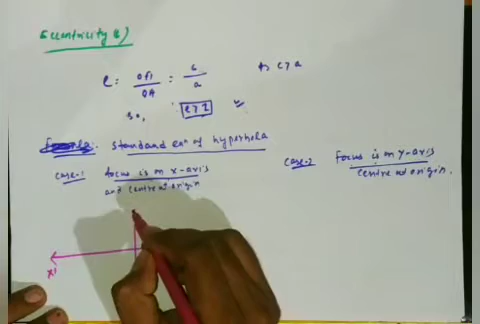 Eccentricity e)
e = OF1 / OA = c / a
As c > a
So, e > 1
Standard eqn of hyperbola
Case-1 focus is on x-axis and centre at origin
Case-2 Focus is on y-axis centre at origin.
X'